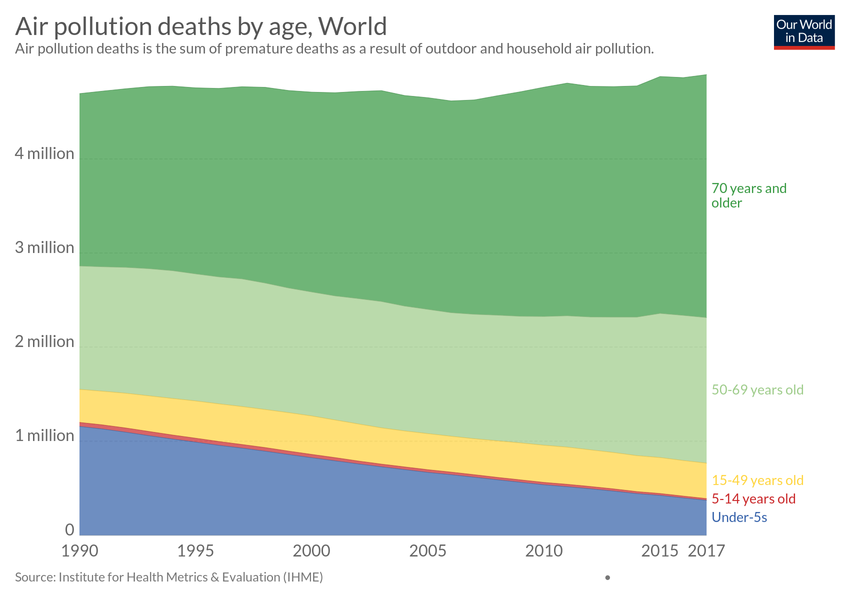 Air pollution deaths by age, World
Air pollution deaths is the sum of premature deaths as a result of outdoor and household air pollution.
Our World
in Data
4 million
3 million
2 million
1 million
0
70 years and
older
50-69 years old
15-49 years old
5-14 years old
Under-5s
1990
1995
2000
2005
2010
2015
2017
Source: Institute for Health Metrics & Evaluation (IHME)